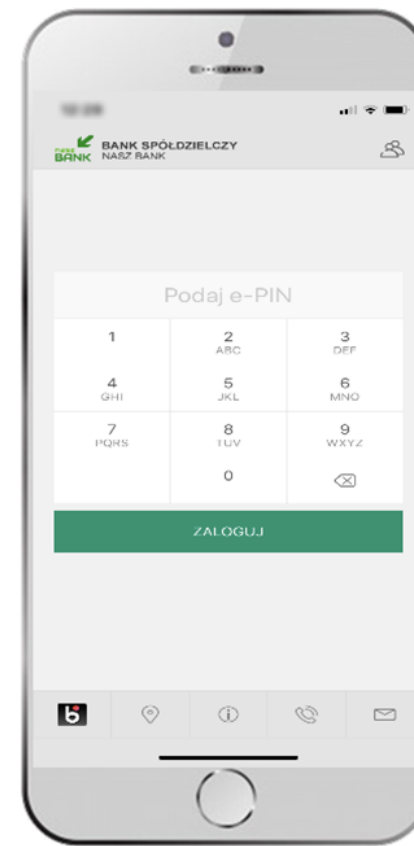 BANK
BANK SPÓŁDZIELCZY
NASZ BANK
Podaj e-PIN
1
2
ABC
3
DEF
4
GHI
5
JKL
6
MNO
7
PQRS
8
TUV
9
WXYZ
0
ZALOGUJ
b